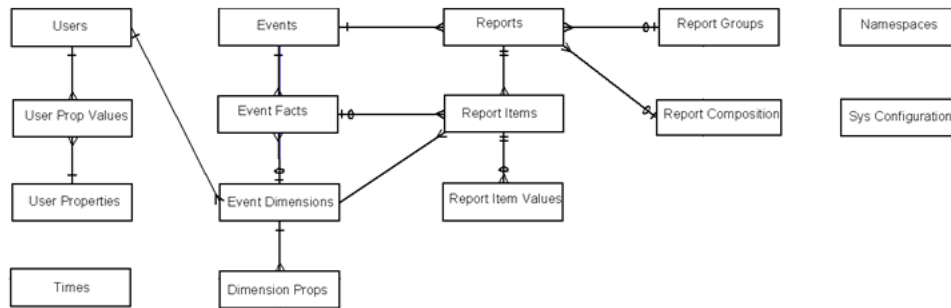 Users
Events
Reports
Report Groups
Namespaces
User Prop Values
Event Facts
Report Items
Report Composition
Sys Configuration
User Properties
Event Dimensions
Report Item Values
Times
Dimension Props